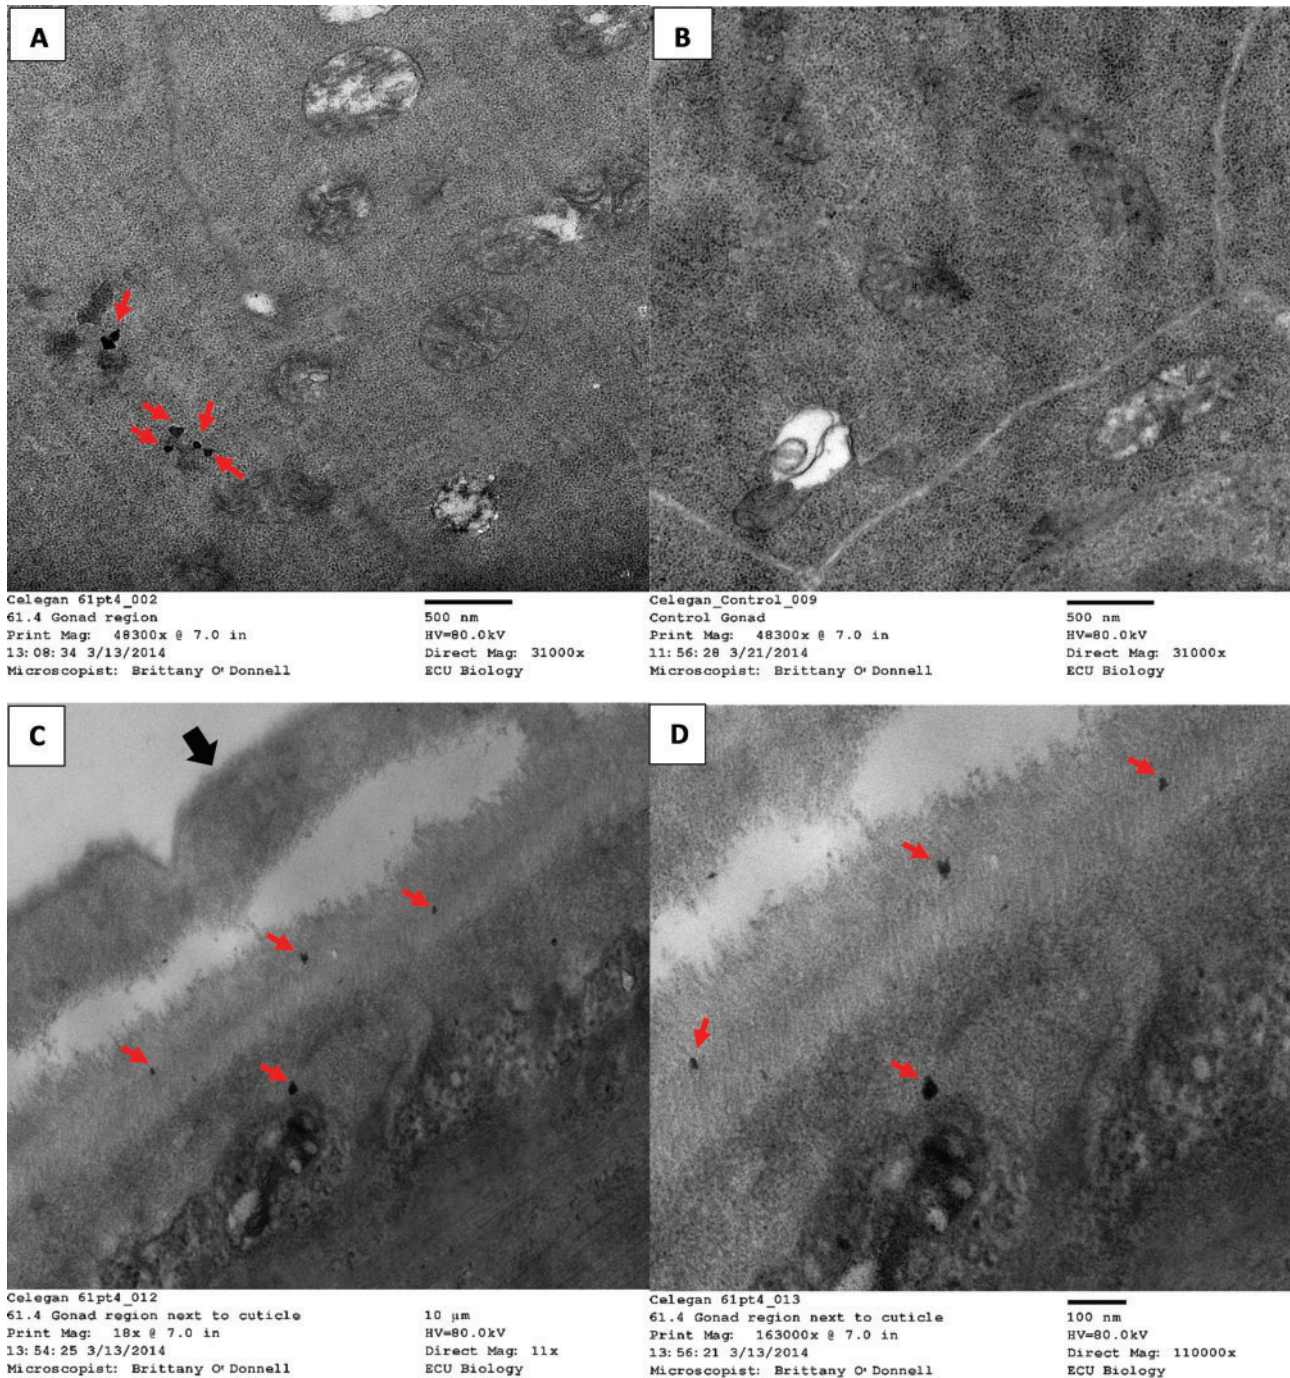 A
B
Celegan 61pt4_002
61.4 Gonad region
Print Mag: 48300x @ 7.0 in
13:08:34 3/13/2014
Microscopist: Brittany O' Donnell
500 nm
HV=80.0kV
Direct Mag: 31000x
ECU Biology
Celegan_Control_009
Control Gonad
Print Mag: 48300x @ 7.0 in
11:56:28 3/21/2014
Microscopist: Brittany O' Donnell
500 nm
HV=80.0kV
Direct Mag: 31000x
ECU Biology
C
D
Celegan 61pt4_012
61.4 Gonad region next to cuticle
Print Mag: 18x @ 7.0 in
13:54:25 3/13/2014
Microscopist: Brittany O' Donnell
10 µm
HV=80.0kV
Direct Mag: 11x
ECU Biology
Celegan 61pt4_013
61.4 Gonad region next to cuticle
Print Mag: 163000x @ 7.0 in
13:56:21 3/13/2014
Microscopist: Brittany O' Donnell
100 nm
HV=80.0kV
Direct Mag: 110000x
ECU Biology